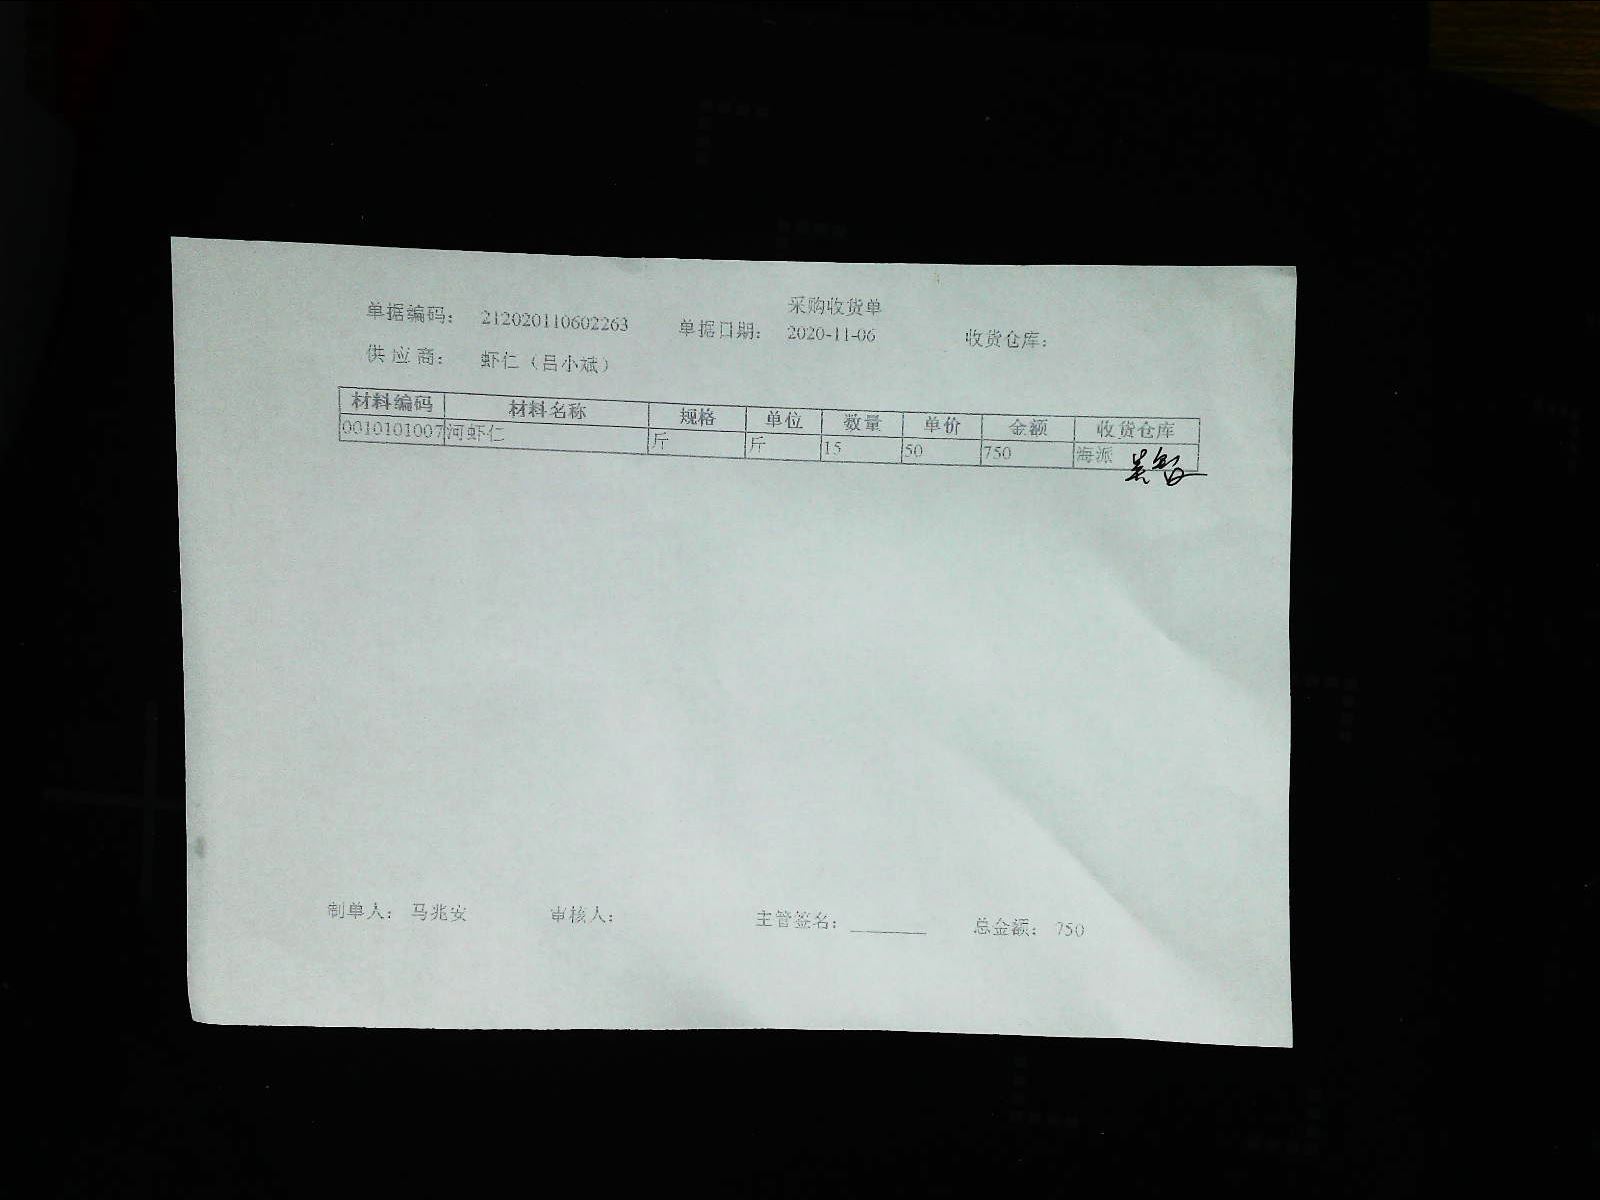 采购收货单
单据编码： 212020110602263 单据日期： 2020-11-06 收货仓库：
供 应 商： 虾仁（吕小斌）
材料编码 材料名称 规格 单位 数量 单价 金额 收货仓库
0010101007 河虾仁 斤 斤 15 50 750 海派
制单人： 马兆安 审核人： 主管签名： 总金额： 750